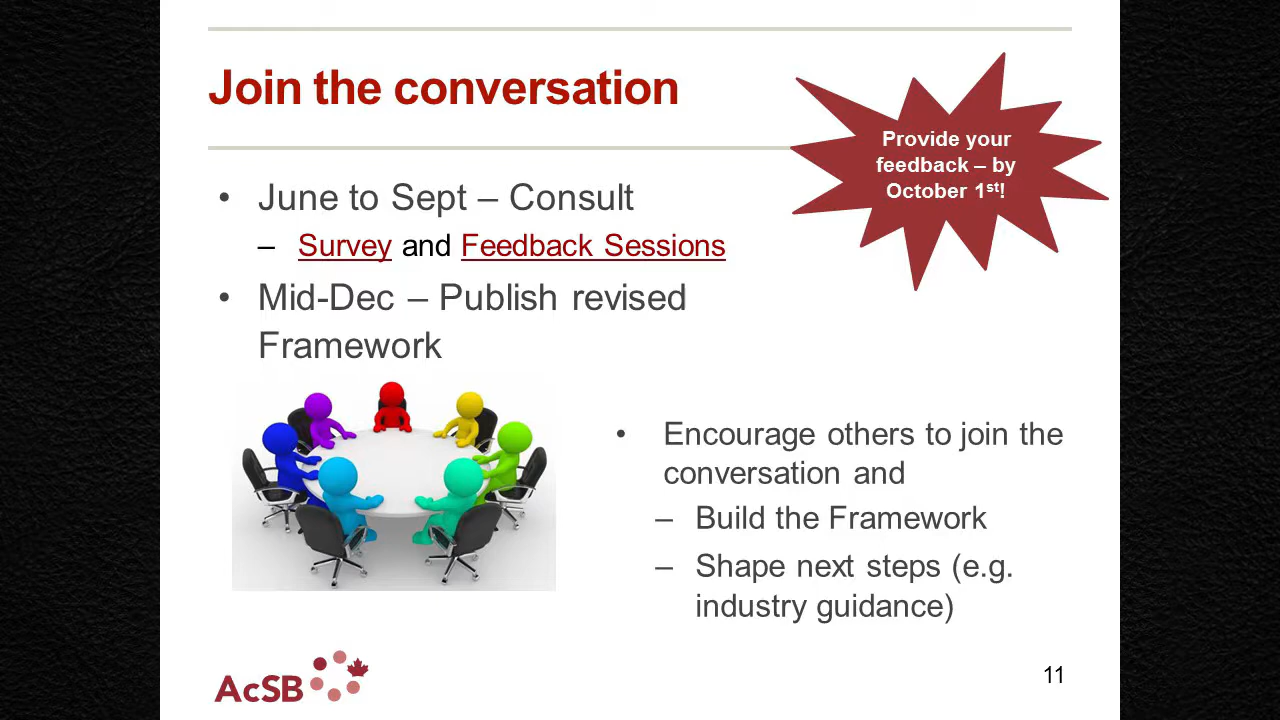 Join the conversation
Provide your
feedback – by
October 1st!
• June to Sept – Consult
– Survey and Feedback Sessions
• Mid-Dec – Publish revised
Framework
• Encourage others to join the
conversation and
– Build the Framework
– Shape next steps (e.g.
industry guidance)
AcSB
11